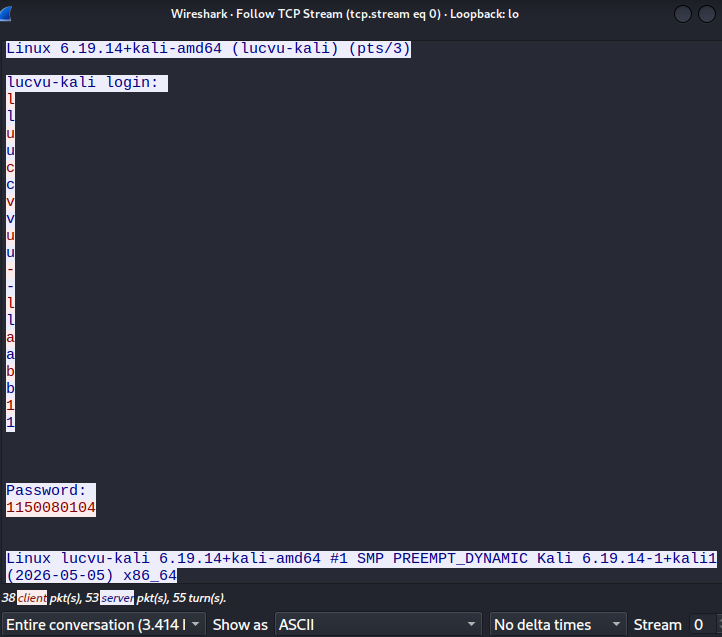 Wireshark · Follow TCP Stream (tcp.stream eq 0) · Loopback: lo
Linux 6.19.14+kali-amd64 (lucvu-kali) (pts/3)
lucvu-kali login:
l
l
u
u
c
c
v
v
u
u
-
-
l
l
a
a
b
b
1
1
Password:
1150080104
Linux lucvu-kali 6.19.14+kali-amd64 #1 SMP PREEMPT_DYNAMIC Kali 6.19.14-1+kali1
(2026-05-05) x86_64
38 client pkt(s), 53 server pkt(s), 55 turn(s).
Entire conversation (3.414 Show as ASCII No delta times Stream 0